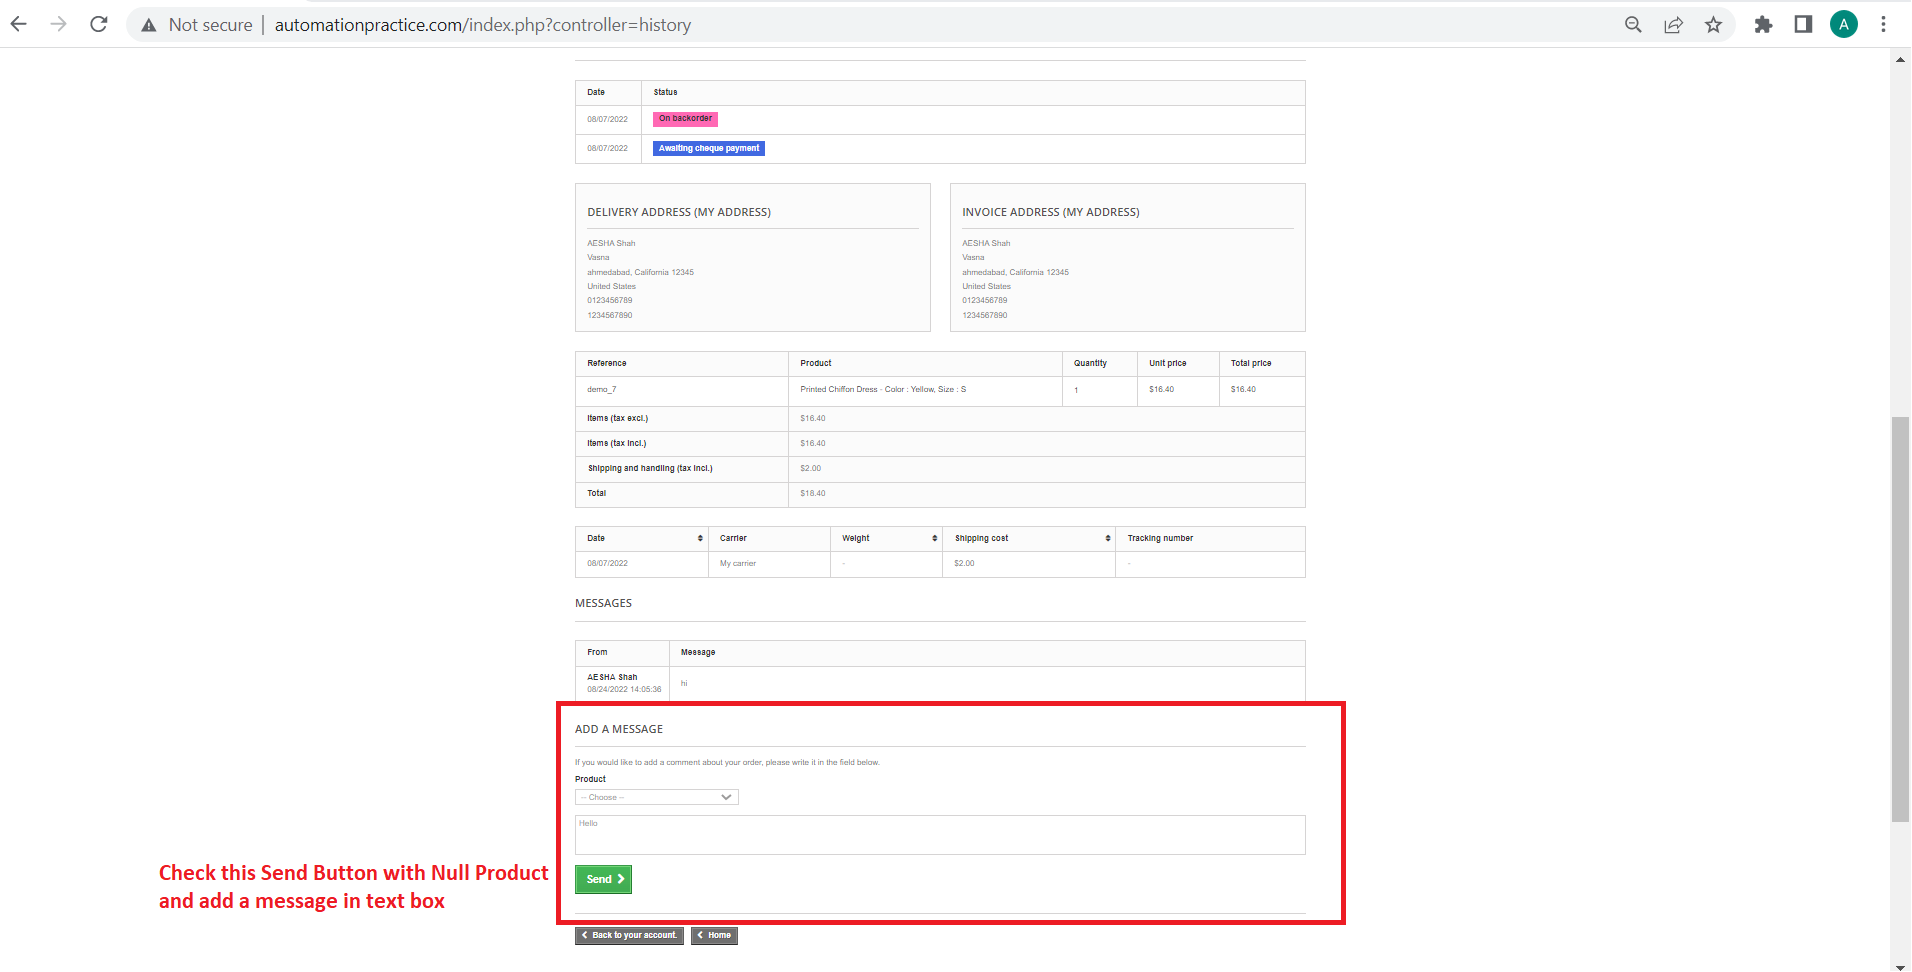 Not secure | automationpractice.com/index.php?controller=history
A
Date Status
08/07/2022 On backorder
08/07/2022 Awaiting cheque payment
DELIVERY ADDRESS (MY ADDRESS)
AESHA Shah
Vasna
ahmedabad, California 12345
United States
0123456789
1234567890
INVOICE ADDRESS (MY ADDRESS)
AESHA Shah
Vasna
ahmedabad, California 12345
United States
0123456789
1234567890
Reference Product Quantity Unit price Total price
demo_7 Printed Chiffon Dress - Color : Yellow, Size : S 1 $16.40 $16.40
Items (tax excl.) $16.40
Items (tax incl.) $16.40
Shipping and handling (tax incl.) $2.00
Total $18.40
Date Carrier Weight Shipping cost Tracking number
08/07/2022 My carrier - $2.00 -
MESSAGES
From Message
AESHA Shah
08/24/2022 14:05:36 hi
ADD A MESSAGE
If you would like to add a comment about your order, please write it in the field below.
Product
-- Choose --
Hello
Send
Check this Send Button with Null Product
and add a message in text box
Back to your account. Home